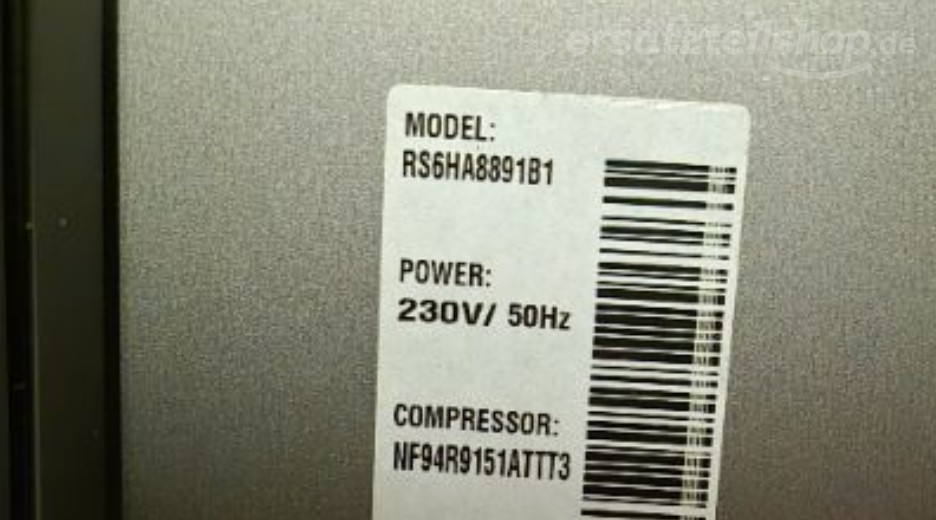 ersatzteilshop.de
MODEL:
RS6HA8891B1
POWER:
230V/ 50Hz
COMPRESSOR:
NF94R9151ATTT3